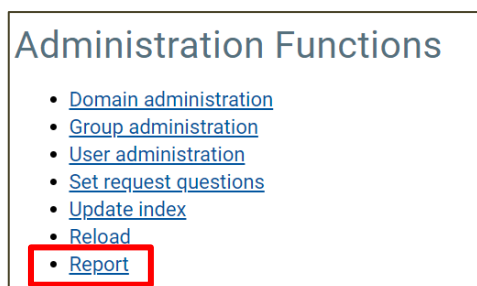 Administration Functions
Domain administration
Group administration
User administration
Set request questions
Update index
Reload
Report